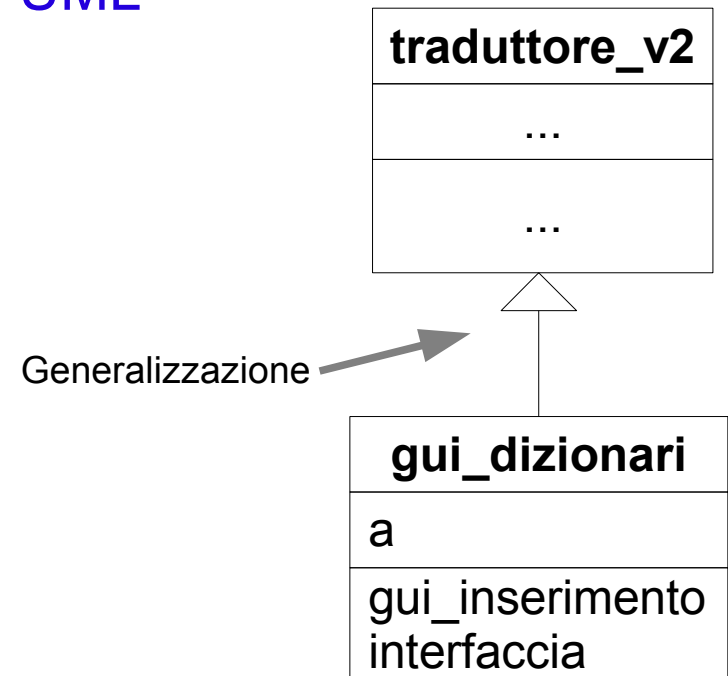 UML
traduttore_v2
...
...
Generalizzazione
gui_dizionari
a
gui_inserimento
interfaccia